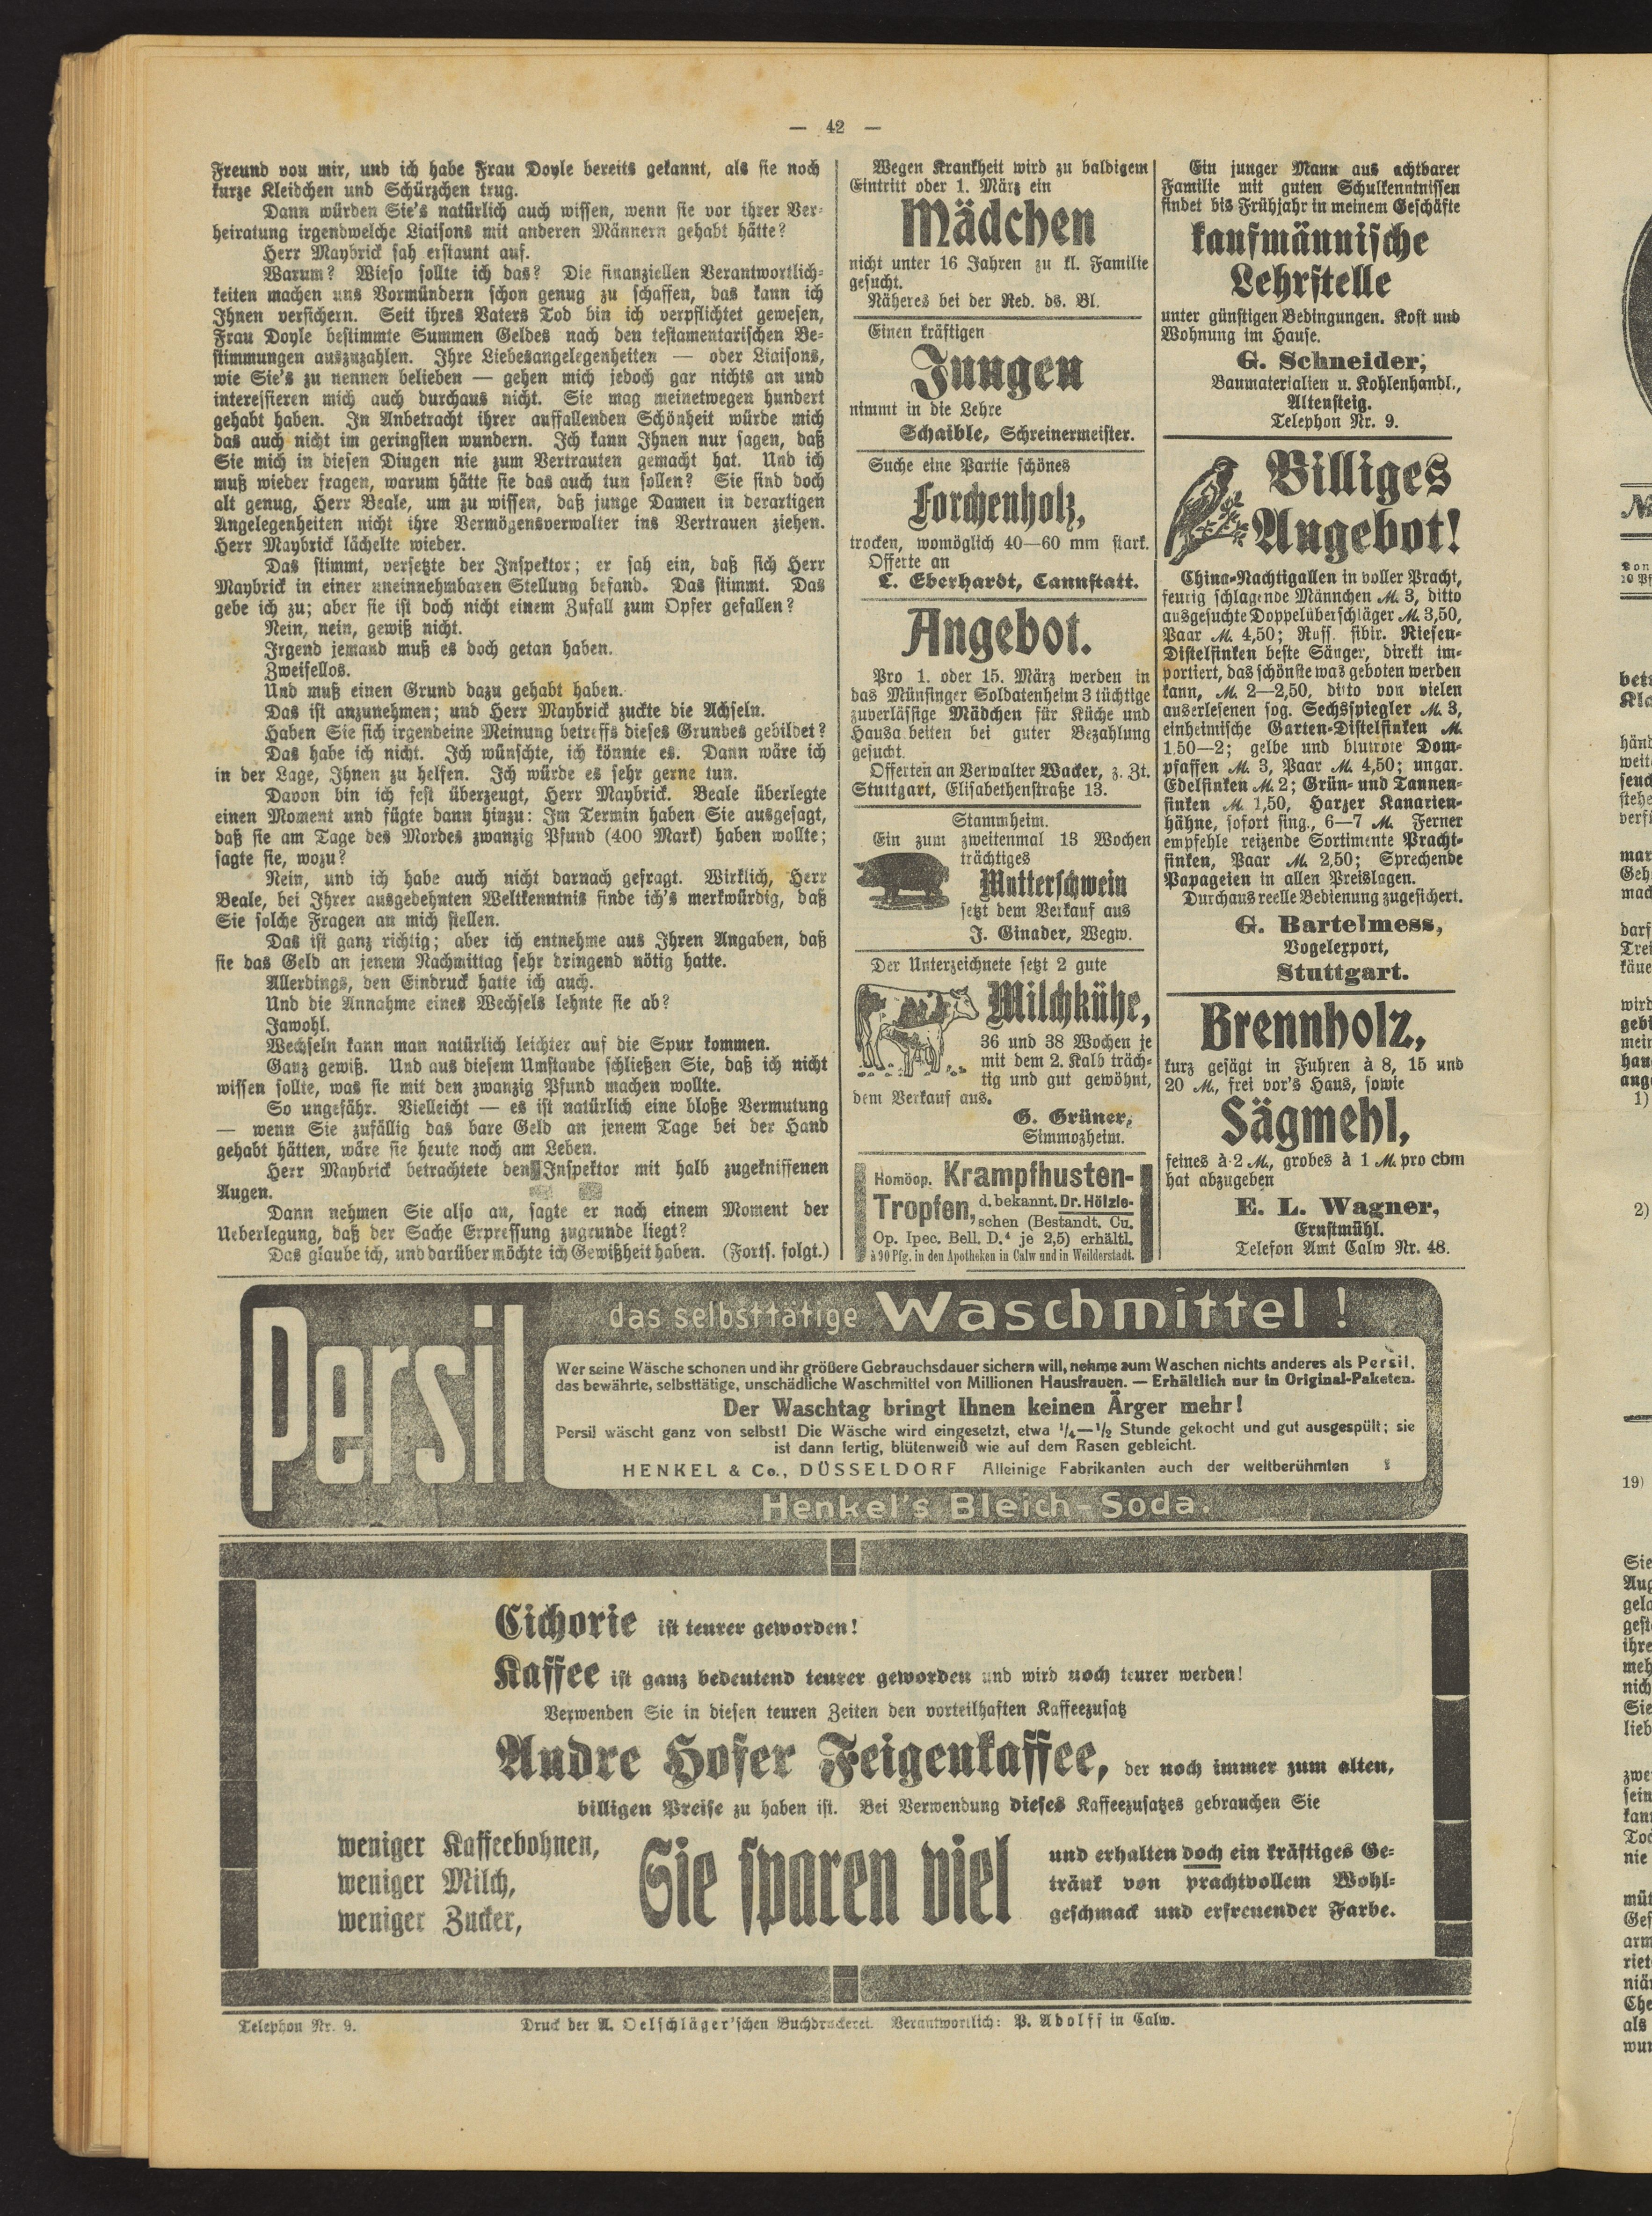 — 42 —
Freund von mir, und ich habe Frau Doyle bereits gekannt, als sie noch
kurze Kleidchen und Schürzchen trug.
Dann würden Sie's natürlich auch wissen, wenn sie vor ihrer Ver-
heiratung irgendwelche Liaisons mit anderen Männern gehabt hätte?
Herr Maybrick sah erstaunt auf.
Warum? Wieso sollte ich das? Die finanziellen Verantwortlich-
keiten machen uns Vormündern schon genug zu schaffen, das kann ich
Ihnen versichern. Seit ihres Vaters Tod bin ich verpflichtet gewesen,
Frau Doyle bestimmte Summen Geldes nach den testamentarischen Be-
stimmungen auszuzahlen. Ihre Liebesangelegenheiten — oder Liaisons,
wie Sie's zu nennen belieben — gehen mich jedoch gar nichts an und
interessieren mich auch durchaus nicht. Sie mag meinetwegen hundert
gehabt haben. In Anbetracht ihrer auffallenden Schönheit würde mich
das auch nicht im geringsten wundern. Ich kann Ihnen nur sagen, daß
Sie mich in diesen Dingen nie zum Vertrauten gemacht hat. Und ich
muß wieder fragen, warum hätte sie das auch tun sollen? Sie sind doch
alt genug, Herr Beale, um zu wissen, daß junge Damen in derartigen
Angelegenheiten nicht ihre Vermögensverwalter ins Vertrauen ziehen.
Herr Maybrick lächelte wieder.
Das stimmt, versetzte der Inspektor; er sah ein, daß sich Herr
Maybrick in einer uneinnehmbaren Stellung befand. Das stimmt. Das
gebe ich zu; aber sie ist doch nicht einem Zufall zum Opfer gefallen?
Nein, nein, gewiß nicht.
Irgend jemand muß es doch getan haben.
Zweifellos.
Und muß einen Grund dazu gehabt haben.
Das ist anzunehmen; und Herr Maybrick zuckte die Achseln.
Haben Sie sich irgendeine Meinung betreffs dieses Grundes gebildet?
Das habe ich nicht. Ich wünschte, ich könnte es. Dann wäre ich
in der Lage, Ihnen zu helfen. Ich würde es sehr gerne tun.
Davon bin ich fest überzeugt, Herr Maybrick. Beale überlegte
einen Moment und fügte dann hinzu: Im Termin haben Sie ausgesagt,
daß sie am Tage des Mordes zwanzig Pfund (400 Mark) haben wollte;
sagte sie, wozu?
Nein, und ich habe auch nicht darnach gefragt. Wirklich, Herr
Beale, bei Ihrer ausgedehnten Weltkenntnis finde ich's merkwürdig, daß
Sie solche Fragen an mich stellen.
Das ist ganz richtig; aber ich entnehme aus Ihren Angaben, daß
sie das Geld an jenem Nachmittag sehr dringend nötig hatte.
Allerdings, den Eindruck hatte ich auch.
Und die Annahme eines Wechsels lehnte sie ab?
Jawohl.
Wechseln kann man natürlich leichter auf die Spur kommen.
Ganz gewiß. Und aus diesem Umstande schließen Sie, daß ich nicht
wissen sollte, was sie mit den zwanzig Pfund machen wollte.
So ungefähr. Vielleicht — es ist natürlich eine bloße Vermutung
— wenn Sie zufällig das bare Geld an jenem Tage bei der Hand
gehabt hätten, wäre sie heute noch am Leben.
Herr Maybrick betrachtete den Inspektor mit halb zugekniffenen
Augen.
Dann nehmen Sie also an, sagte er nach einem Moment der
Ueberlegung, daß der Sache Erpressung zugrunde liegt?
Das glaube ich, und darüber möchte ich Gewißheit haben. (Forts. folgt.)
Wegen Krankheit wird zu baldigem
Eintritt oder 1. März ein
Mädchen
nicht unter 16 Jahren zu kl. Familie
gesucht.
Näheres bei der Red. ds. Bl.
Einen kräftigen
Jungen
nimmt in die Lehre
Schaible, Schreinermeister.
Suche eine Partie schönes
Forchenholz,
trocken, womöglich 40—60 mm stark.
Offerte an
L. Eberhardt, Cannstatt.
Angebot.
Pro 1. oder 15. März werden in
das Münsinger Soldatenheim 3 tüchtige
zuverlässige Mädchen für Küche und
Hausarbeiten bei guter Bezahlung
gesucht.
Offerten an Verwalter Wacker, z. Zt.
Stuttgart, Elisabethenstraße 13.
Stammheim.
Ein zum zweitenmal 13 Wochen
trächtiges
Mutterschwein
setzt dem Verkauf aus
J. Ginader, Wegw.
Der Unterzeichnete setzt 2 gute
Milchkühe,
36 und 38 Wochen je
mit dem 2. Kalb träch-
tig und gut gewöhnt,
dem Verkauf aus.
G. Grüner,
Simmozheim.
Homöop. Krampfhusten-
Tropfen, d. bekannt. Dr. Hölzle-
schen (Bestandt. Cu.
Op. Ipec. Bell. D.4 je 2,5) erhältl.
à 90 Pfg. in den Apotheken in Calw und in Weilderstadt.
Ein junger Mann aus achtbarer
Familie mit guten Schulkenntnissen
findet bis Frühjahr in meinem Geschäfte
kaufmännische
Lehrstelle
unter günstigen Bedingungen. Kost und
Wohnung im Hause.
G. Schneider,
Baumaterialien u. Kohlenhandl.,
Altensteig.
Telephon Nr. 9.
Billiges
Angebot!
China-Nachtigallen in voller Pracht,
feurig schlagende Männchen M. 3, ditto
ausgesuchte Doppelüberschläger M. 3,50,
Paar M. 4,50; Russ. sibir. Riesen-
Distelfinken beste Sänger, direkt im-
portiert, das schönste was geboten werden
kann, M. 2—2,50, ditto von vielen
auserlesenen sog. Sechsspiegler M. 3,
einheimische Garten-Distelfinken M.
1,50—2; gelbe und blutrote Dom-
pfaffen M. 3, Paar M. 4,50; ungar.
Edelfinken M. 2; Grün- und Tannen-
finken M. 1,50, Harzer Kanarien-
hähne, sofort sing., 6—7 M. Ferner
empfehle reizende Sortimente Pracht-
finken, Paar M. 2,50; Sprechende
Papageien in allen Preislagen.
Durchaus reelle Bedienung zugesichert.
G. Bartelmess,
Vogelexport,
Stuttgart.
Brennholz,
kurz gesägt in Fuhren à 8, 15 und
20 M., frei vor's Haus, sowie
Sägmehl,
feines à 2 M., grobes à 1 M. pro cbm
hat abzugeben
E. L. Wagner,
Ernstmühl.
Telefon Amt Calw Nr. 48.
Persil
das selbsttätige Waschmittel!
Wer seine Wäsche schonen und ihr größere Gebrauchsdauer sichern will, nehme zum Waschen nichts anderes als Persil,
das bewährte, selbsttätige, unschädliche Waschmittel von Millionen Hausfrauen. — Erhältlich nur in Original-Paketen.
Der Waschtag bringt Ihnen keinen Ärger mehr!
Persil wäscht ganz von selbst! Die Wäsche wird eingesetzt, etwa 1/4—1/2 Stunde gekocht und gut ausgespült; sie
ist dann fertig, blütenweiß wie auf dem Rasen gebleicht.
HENKEL & Co., DÜSSELDORF Alleinige Fabrikanten auch der weltberühmten
Henkel's Bleich-Soda.
Cichorie ist teurer geworden!
Kaffee ist ganz bedeutend teurer geworden und wird noch teurer werden!
Verwenden Sie in diesen teuren Zeiten den vorteilhaften Kaffeezusatz
Andre Hofer Feigenkaffee, der noch immer zum alten,
billigen Preise zu haben ist. Bei Verwendung dieses Kaffeezusatzes gebrauchen Sie
weniger Kaffeebohnen,
weniger Milch,
weniger Zucker,
Sie sparen viel
und erhalten doch ein kräftiges Ge-
tränk von prachtvollem Wohl-
geschmack und erfreuender Farbe.
Telephon Nr. 9.
Druck der A. Oelschläger'schen Buchdruckerei. Verantwortlich: P. Adolff in Calw.